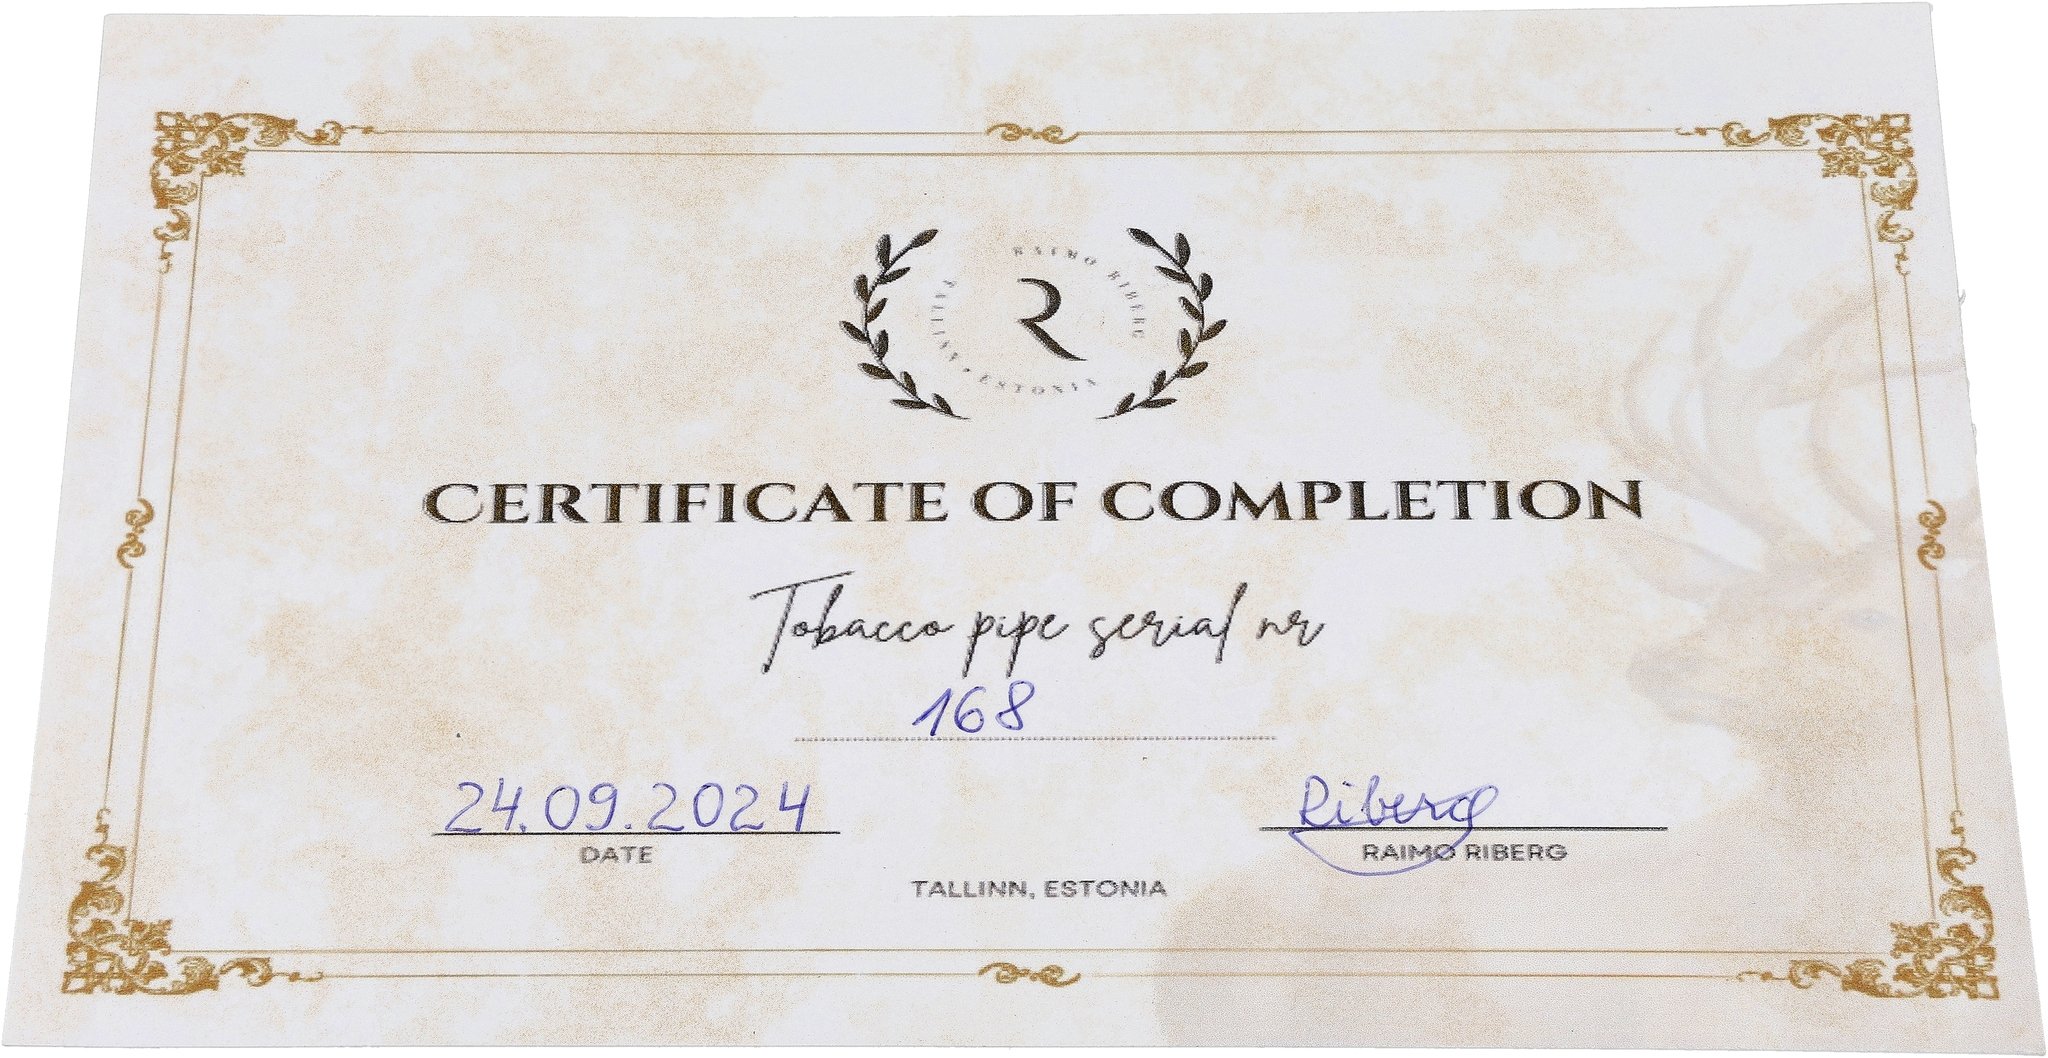 RAIMO RIBERG
TALLINN • ESTONIA
R
CERTIFICATE OF COMPLETION
Tobacco pipe serial nr
168
24.09.2024
Riberg
DATE
RAIMO RIBERG
TALLINN, ESTONIA